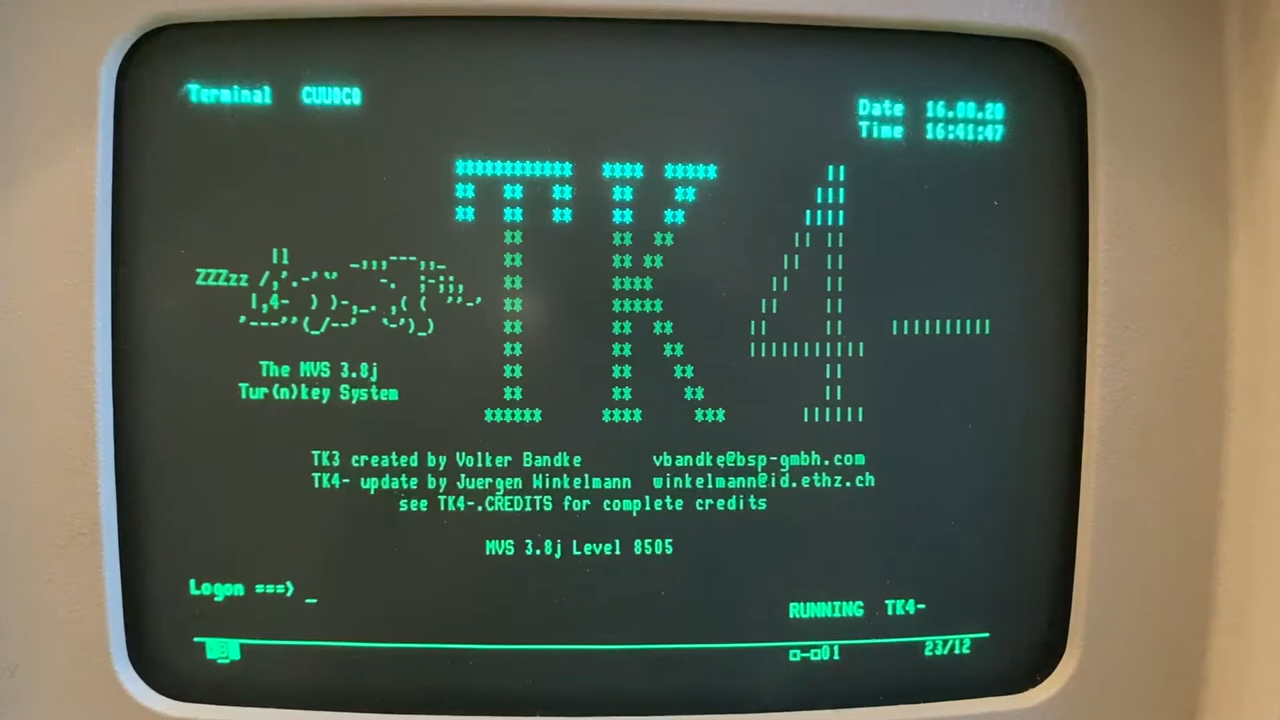 Terminal CUU0C0
Date 16.08.20
Time 16:41:47
TK4-
ZZZzz
The MVS 3.8j
Tur(n)key System
TK3 created by Volker Bandke vbandke@bsp-gmbh.com
TK4- update by Juergen Winkelmann winkelmann@id.ethz.ch
see TK4-.CREDITS for complete credits
MVS 3.8j Level 8505
Logon ===> _
RUNNING TK4-
01 23/12